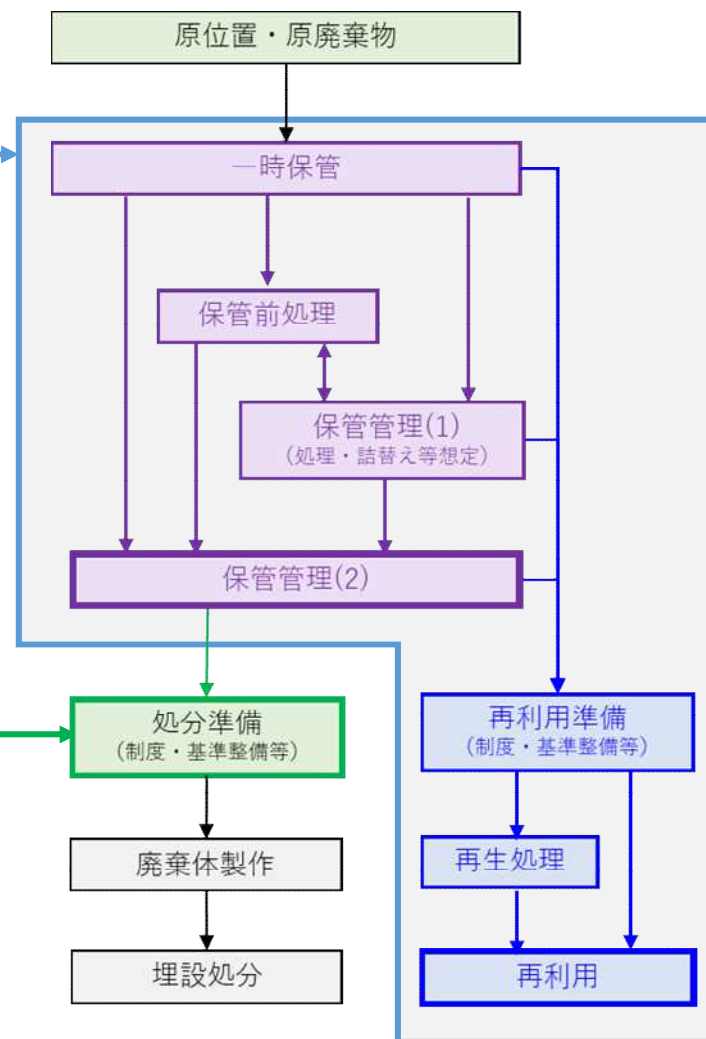 原位置・原廃棄物
一時保管
保管前処理
保管管理(1)
(処理・詰替え等想定)
保管管理(2)
処分準備
(制度・基準整備等)
再利用準備
(制度・基準整備等)
廃棄体製作
再生処理
埋設処分
再利用